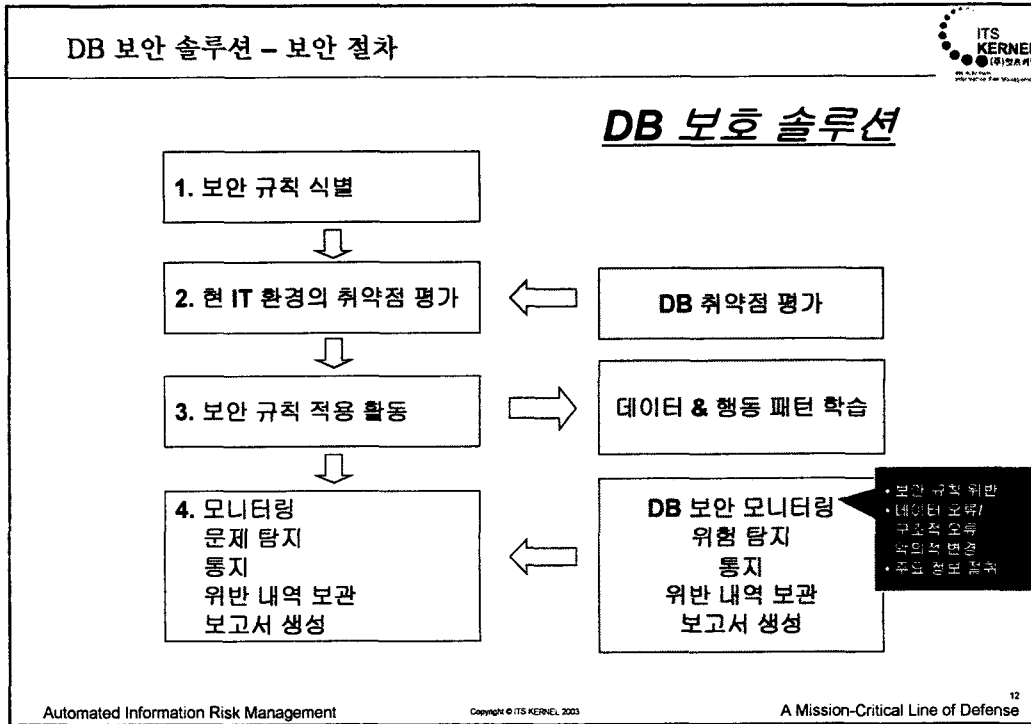 DB 보안 솔루션 – 보안 절차
ITS
KERNEL
DB 보호 솔루션
1. 보안 규칙 식별
2. 현 IT 환경의 취약점 평가
DB 취약점 평가
3. 보안 규칙 적용 활동
데이터 & 행동 패턴 학습
4. 모니터링
문제 탐지
통지
위반 내역 보관
보고서 생성
DB 보안 모니터링
위험 탐지
통지
위반 내역 보관
보고서 생성
• 보안 규칙 위반
• 데이터 오류/
구조적 오류
악의적 변경
• 주요 정보 절취
12
Automated Information Risk Management
Copyright © ITS KERNEL 2003
A Mission-Critical Line of Defense